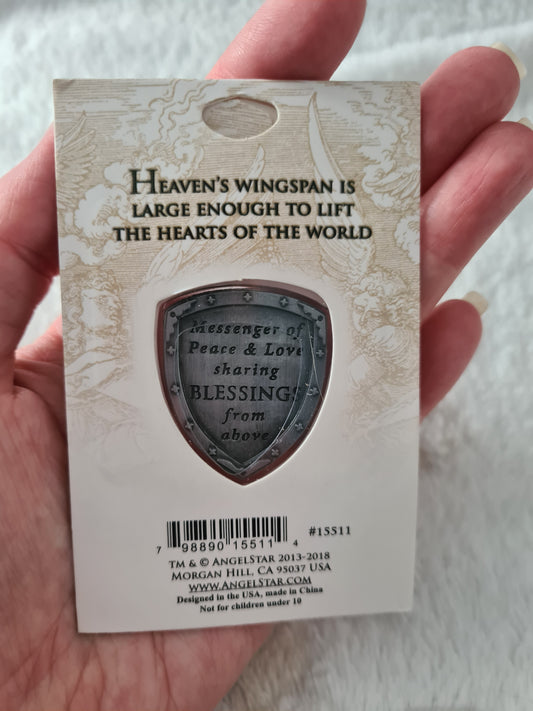 HEAVEN'S WINGSPAN IS
LARGE ENOUGH TO LIFT
THE HEARTS OF THE WORLD
Messenger of
Peace & Love
sharing
BLESSINGS
from
above
7 98890 15511 4
#15511
TM & © ANGELSTAR 2013-2018
MORGAN HILL, CA 95037 USA
WWW.ANGELSTAR.COM
Designed in the USA, made in China
Not for children under 10